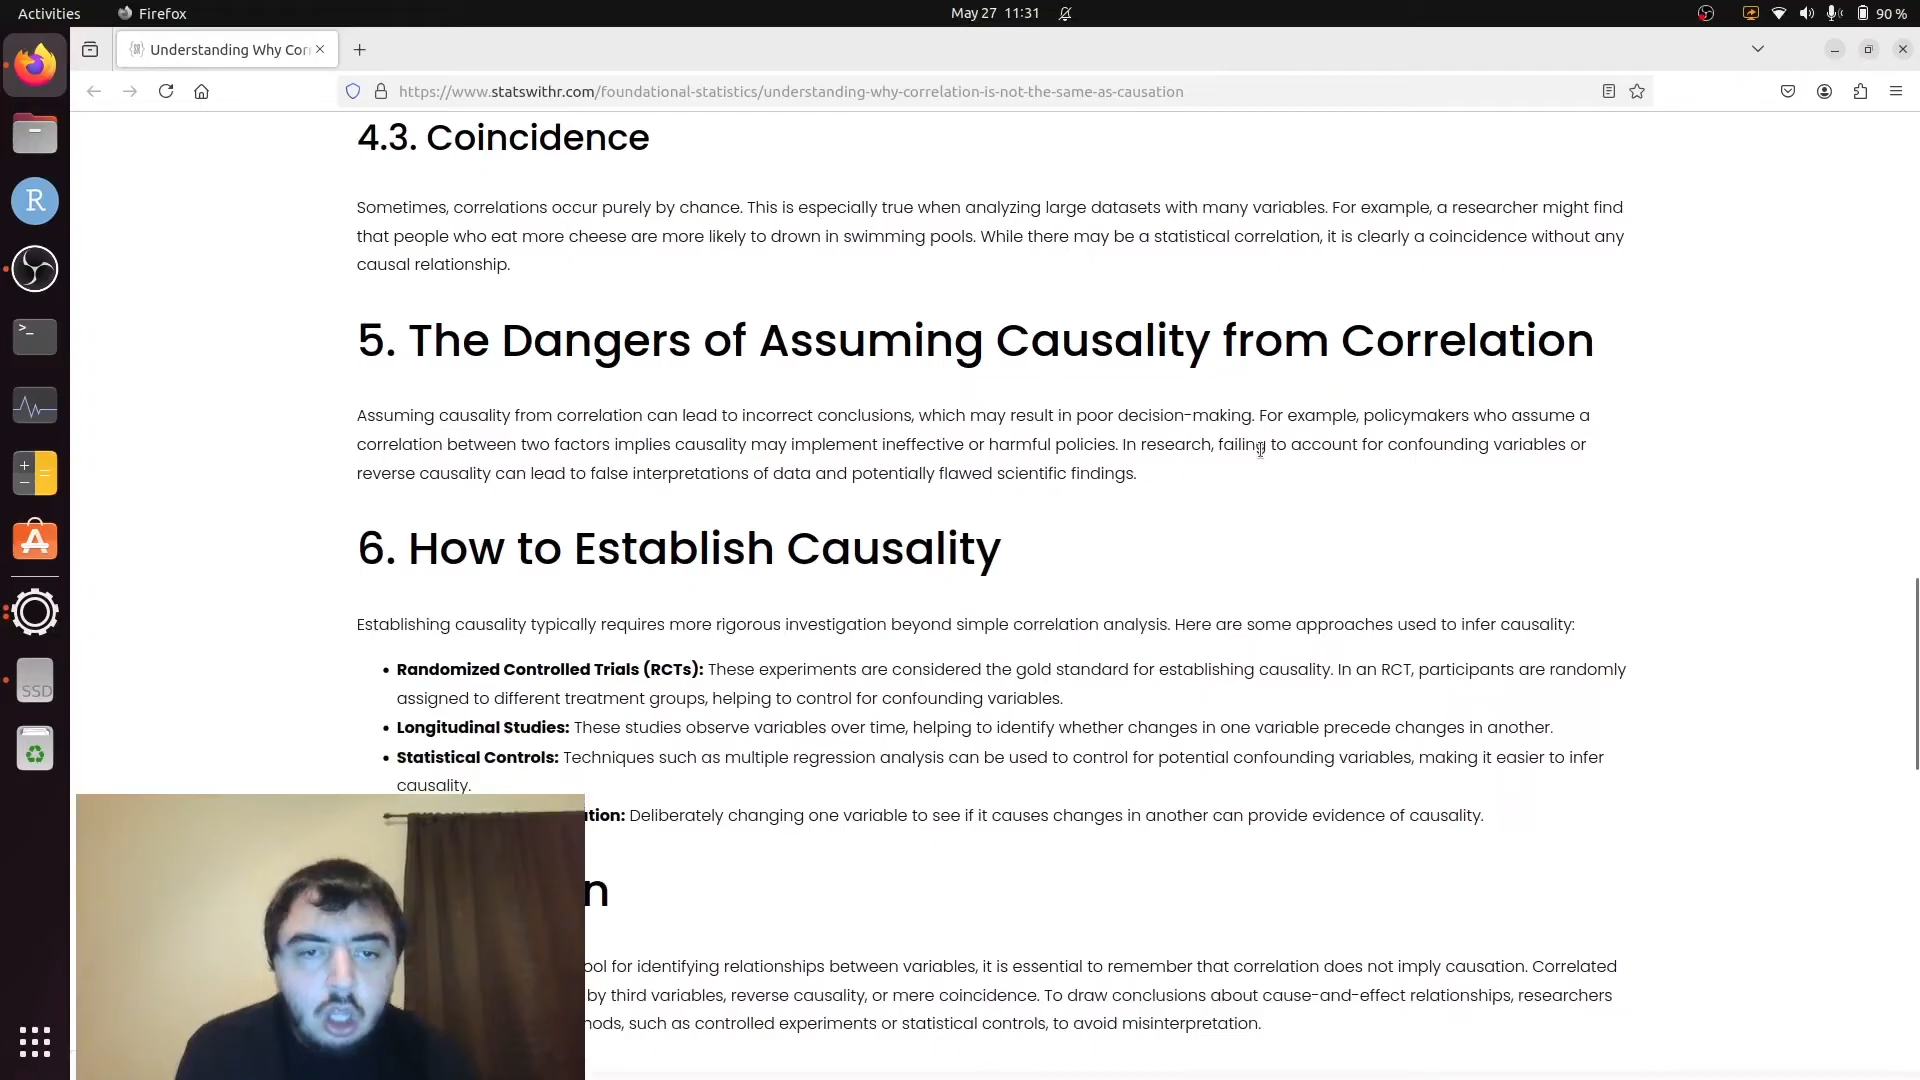 Activities
Firefox
May 27 11:31
90 %
Understanding Why Cor
https://www.statswithr.com/foundational-statistics/understanding-why-correlation-is-not-the-same-as-causation
4.3. Coincidence
Sometimes, correlations occur purely by chance. This is especially true when analyzing large datasets with many variables. For example, a researcher might find
that people who eat more cheese are more likely to drown in swimming pools. While there may be a statistical correlation, it is clearly a coincidence without any
causal relationship.
5. The Dangers of Assuming Causality from Correlation
Assuming causality from correlation can lead to incorrect conclusions, which may result in poor decision-making. For example, policymakers who assume a
correlation between two factors implies causality may implement ineffective or harmful policies. In research, failing to account for confounding variables or
reverse causality can lead to false interpretations of data and potentially flawed scientific findings.
6. How to Establish Causality
Establishing causality typically requires more rigorous investigation beyond simple correlation analysis. Here are some approaches used to infer causality:
• Randomized Controlled Trials (RCTs): These experiments are considered the gold standard for establishing causality. In an RCT, participants are randomly
assigned to different treatment groups, helping to control for confounding variables.
• Longitudinal Studies: These studies observe variables over time, helping to identify whether changes in one variable precede changes in another.
• Statistical Controls: Techniques such as multiple regression analysis can be used to control for potential confounding variables, making it easier to infer
causality.
tion: Deliberately changing one variable to see if it causes changes in another can provide evidence of causality.
n
ool for identifying relationships between variables, it is essential to remember that correlation does not imply causation. Correlated
by third variables, reverse causality, or mere coincidence. To draw conclusions about cause-and-effect relationships, researchers
nods, such as controlled experiments or statistical controls, to avoid misinterpretation.
R
SSD